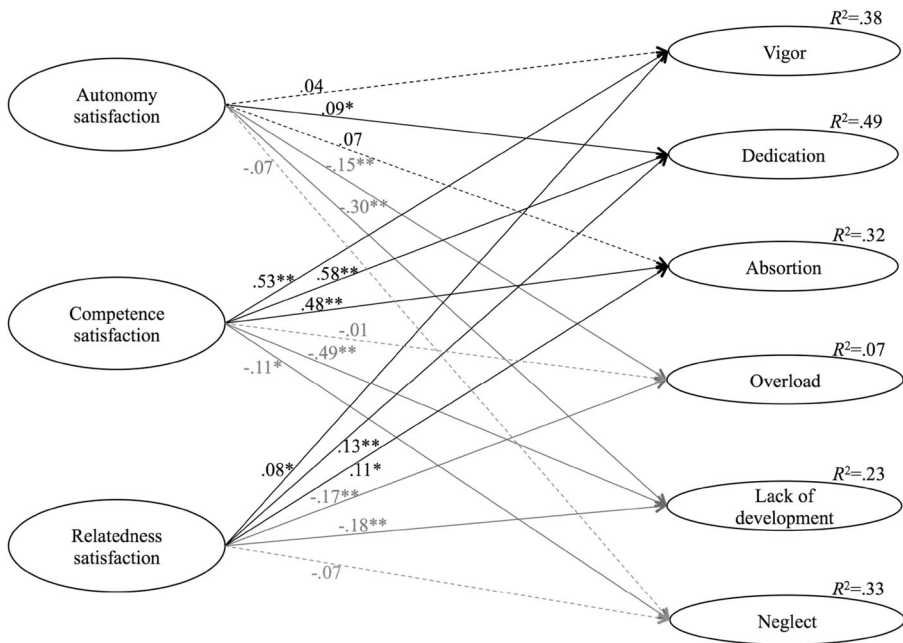 R²=.38
Vigor
Autonomy
satisfaction
.04
.09*
.07
-.07
-.15**
-.30**
R²=.49
Dedication
R²=.32
Absortion
Competence
satisfaction
.53**
.58**
.48**
-.01
-.49**
-.11*
R²=.07
Overload
.08*
.13**
.11*
-.17**
-.18**
-.07
Relatedness
satisfaction
R²=.23
Lack of
development
R²=.33
Neglect